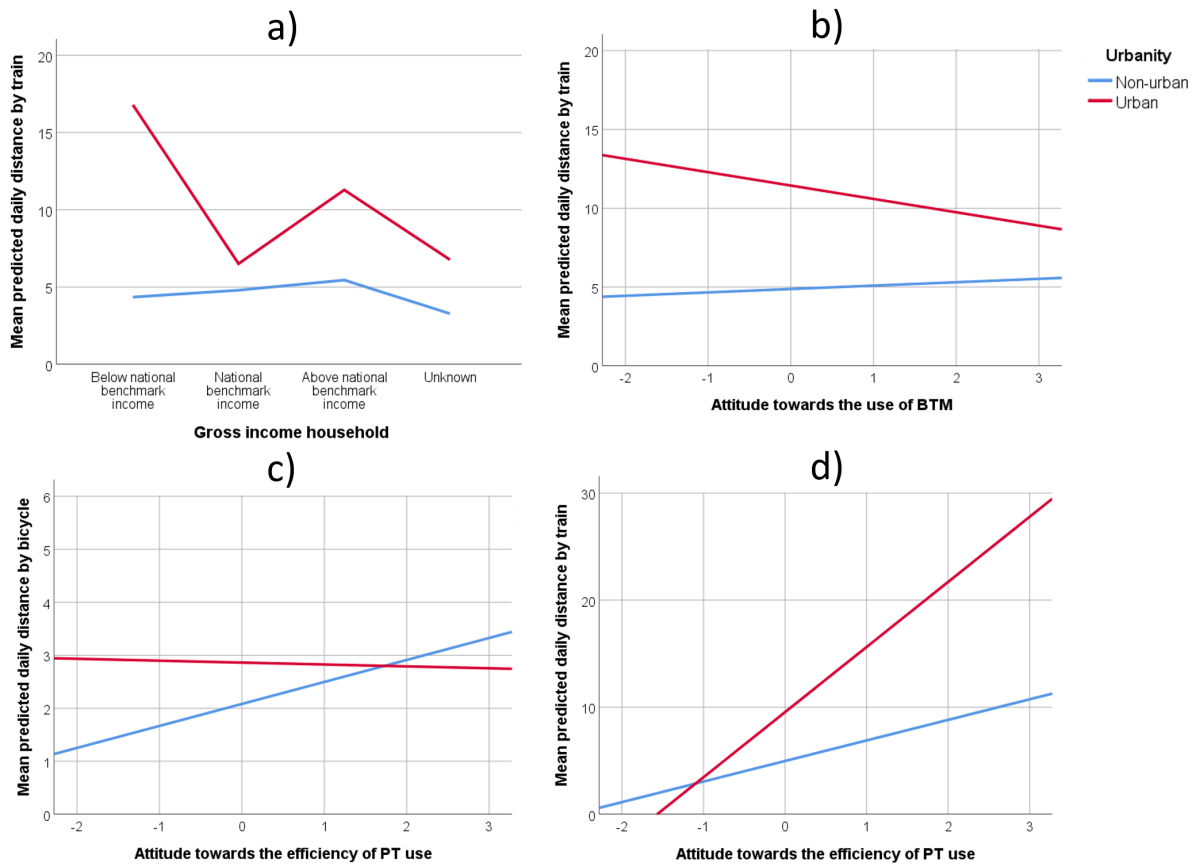 a)
Mean predicted daily distance by train
20
15
10
5
0
Below national
benchmark
income
National
benchmark
income
Above national
benchmark
income
Unknown
Gross income household
b)
Mean predicted daily distance by train
20
15
10
5
0
-2 -1 0 1 2 3
Attitude towards the use of BTM
Urbanity
Non-urban
Urban
c)
Mean predicted daily distance by bicycle
6
5
4
3
2
1
0
-2 -1 0 1 2 3
Attitude towards the efficiency of PT use
d)
Mean predicted daily distance by train
30
20
10
0
-2 -1 0 1 2 3
Attitude towards the efficiency of PT use